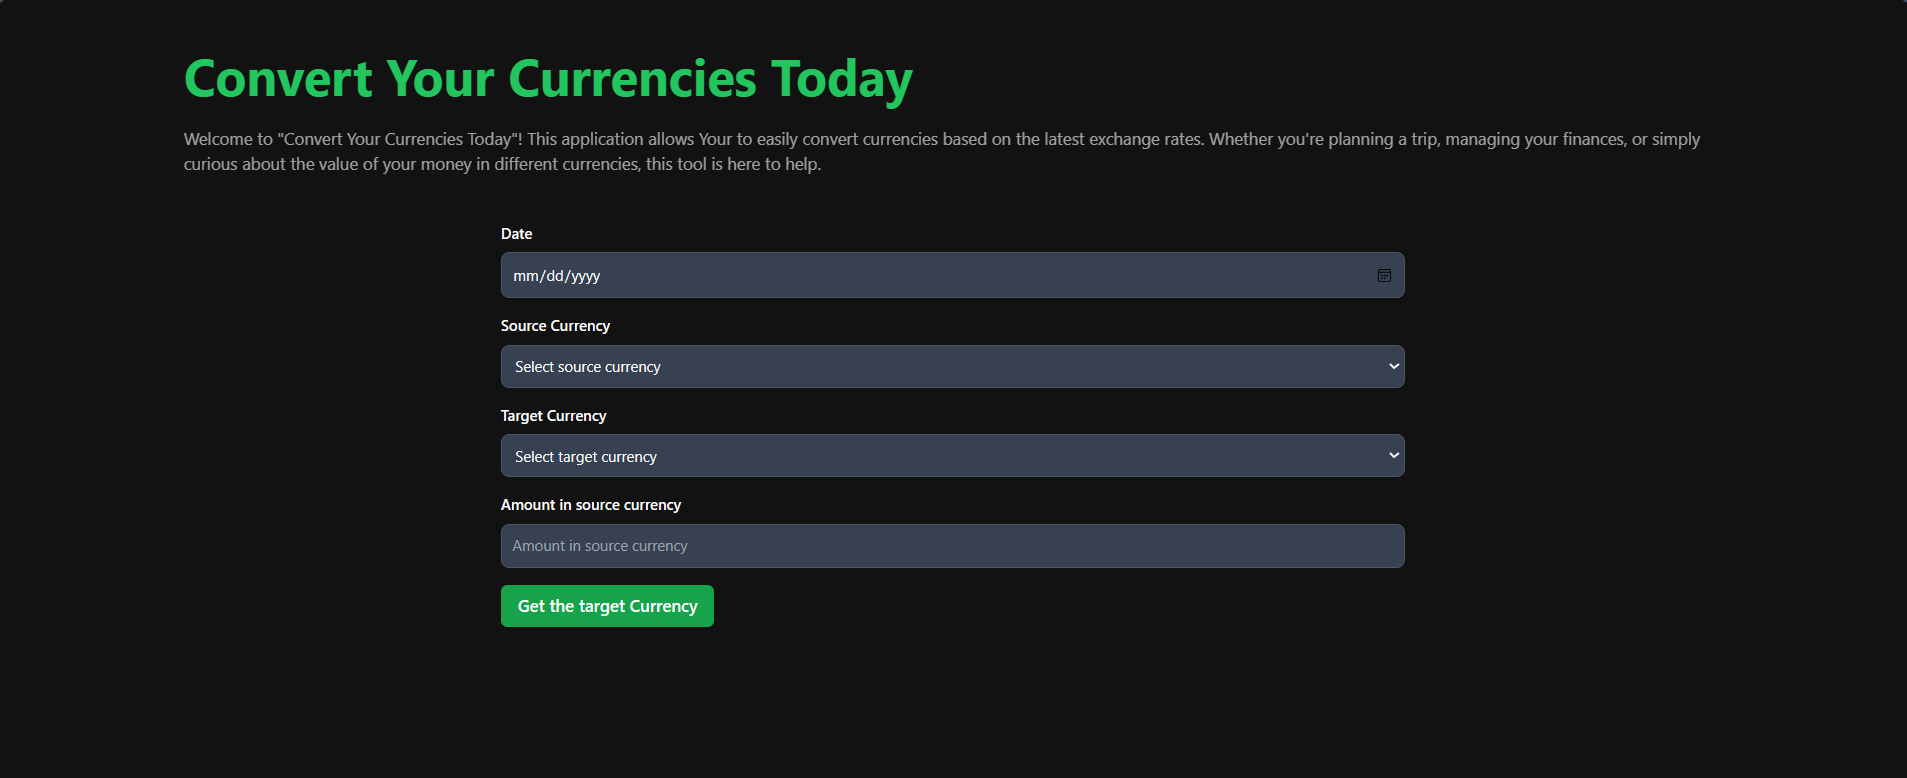 Convert Your Currencies Today
Welcome to "Convert Your Currencies Today"! This application allows Your to easily convert currencies based on the latest exchange rates. Whether you're planning a trip, managing your finances, or simply
curious about the value of your money in different currencies, this tool is here to help.
Date
mm/dd/yyyy
Source Currency
Select source currency
Target Currency
Select target currency
Amount in source currency
Amount in source currency
Get the target Currency